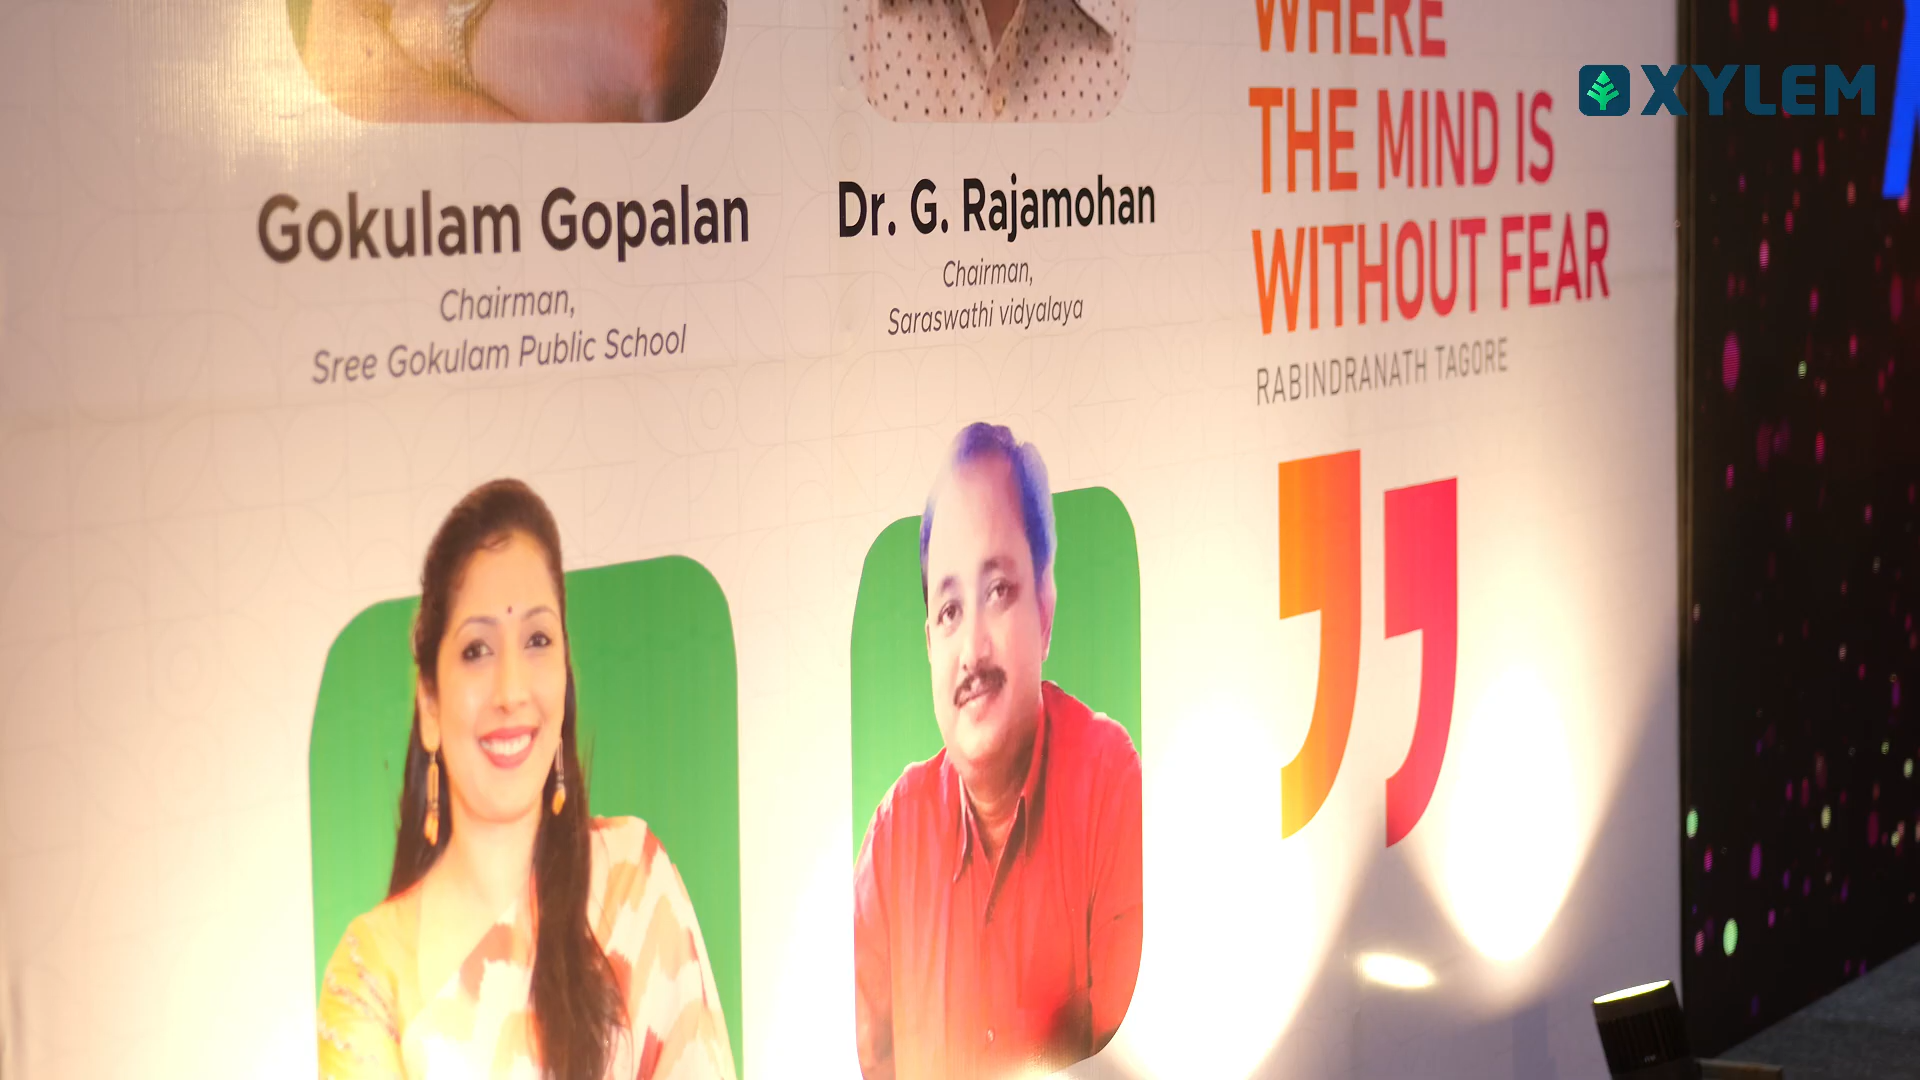 Gokulam Gopalan
Chairman,
Sree Gokulam Public School
Dr. G. Rajamohan
Chairman,
Saraswathi vidyalaya
WHERE
THE MIND IS
WITHOUT FEAR
RABINDRANATH TAGORE
”
XYLEM